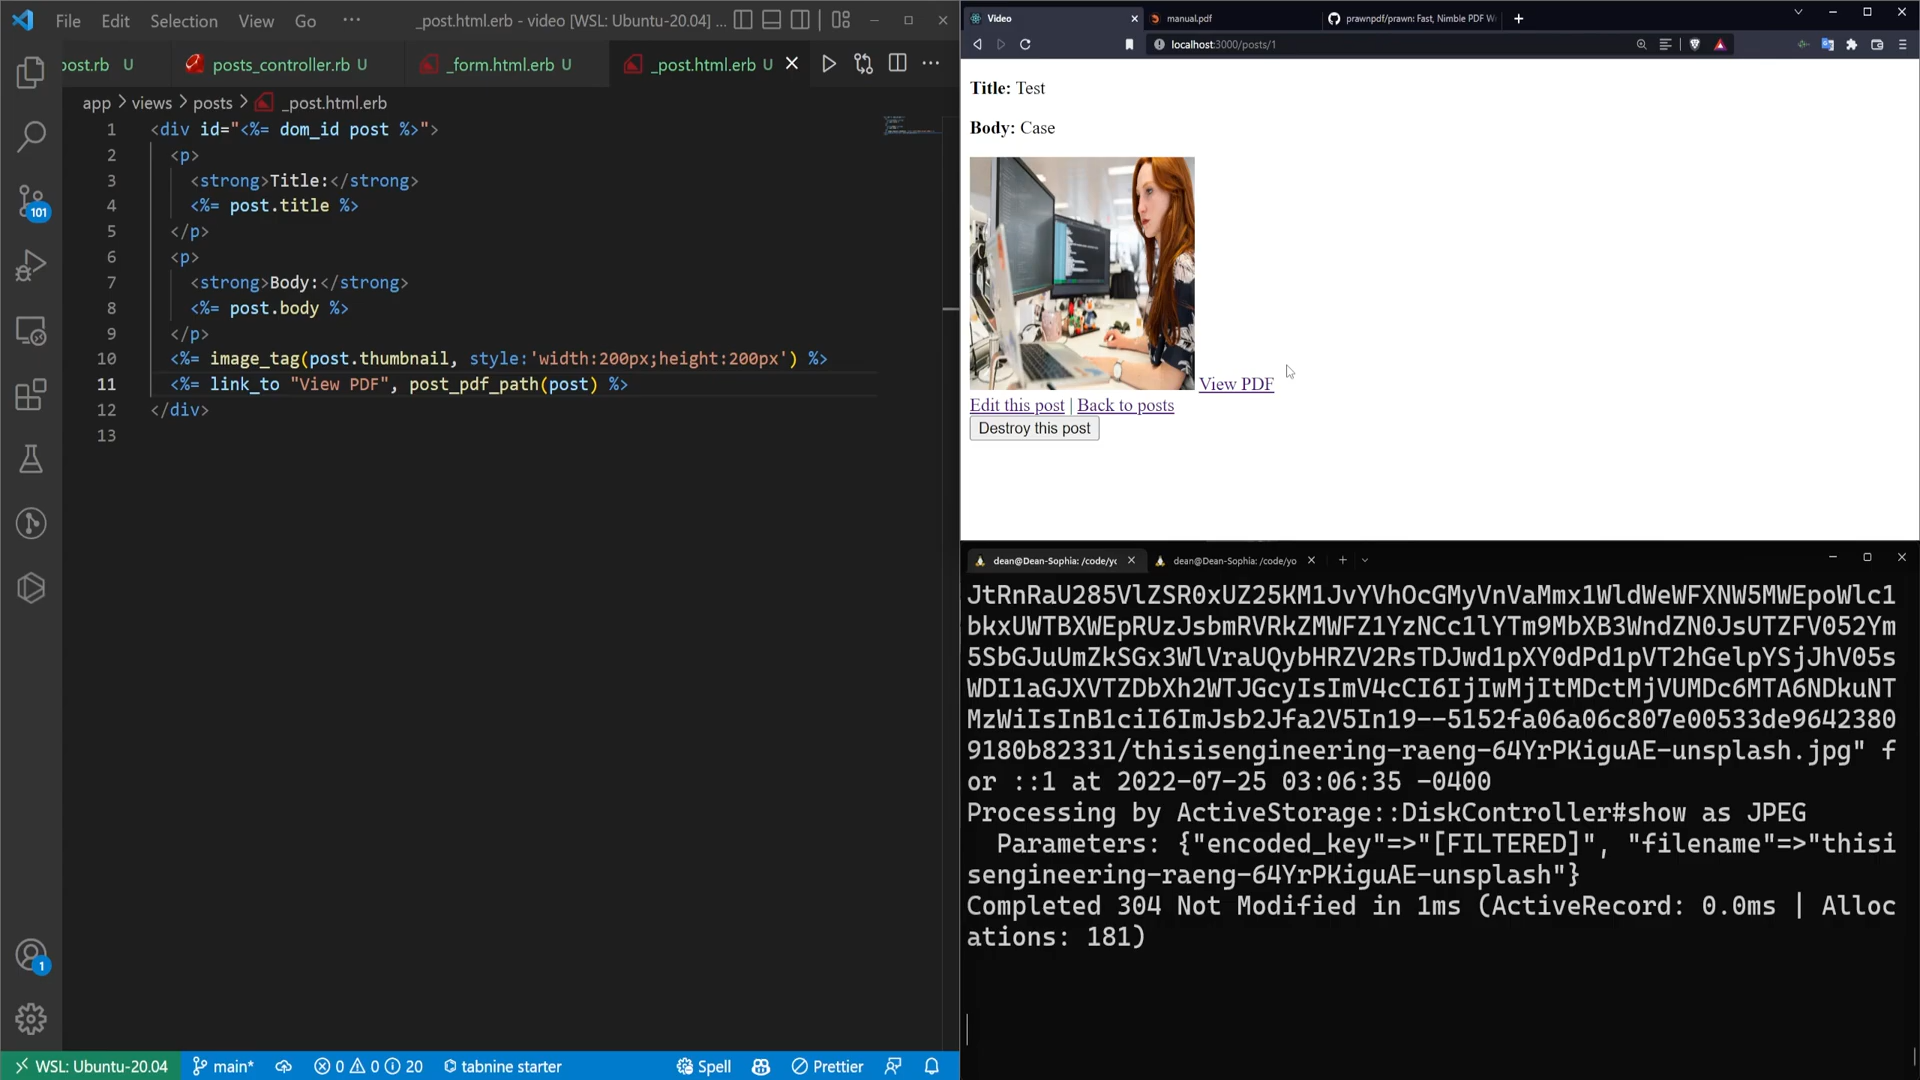 File Edit Selection View Go ··· _post.html.erb - video [WSL: Ubuntu-20.04] ...
post.rb U posts_controller.rb U _form.html.erb U _post.html.erb U
app > views > posts > _post.html.erb
1 <div id="<%= dom_id post %>">
2 <p>
3 <strong>Title:</strong>
4 <%= post.title %>
5 </p>
6 <p>
7 <strong>Body:</strong>
8 <%= post.body %>
9 </p>
10 <%= image_tag(post.thumbnail, style:'width:200px;height:200px') %>
11 <%= link_to "View PDF", post_pdf_path(post) %>
12 </div>
13
101
1
WSL: Ubuntu-20.04 main* 0 0 20 tabnine starter Spell Prettier
Video manual.pdf prawnpdf/prawn: Fast, Nimble PDF W
localhost:3000/posts/1
Title: Test
Body: Case
View PDF
Edit this post | Back to posts
Destroy this post
dean@Dean-Sophia: /code/yo dean@Dean-Sophia: /code/yo
JtRnRaU285VlZSR0xUZ25KM1JvYVhOcGMyVnVaMmx1WldWeWFXNW5MWEpoWlc1
bkxUWTBXWEpRUzJsbmRVRkZMWFZ1YzNCc1lYTm9MbXB3WndZN0JsUTZFV052Ym
5SbGJuUmZkSGx3WlVraUQybHRZV2RsTDJwd1pXY0dPd1pVT2hGelpYSjJhV05s
WDI1aGJXVTZDbXh2WTJGcyIsImV4cCI6IjIwMjItMDctMjVUMDc6MTA6NDkuNT
MzWiIsInB1ciI6ImJsb2Jfa2V5In19--5152fa06a06c807e00533de9642380
9180b82331/thisisengineering-raeng-64YrPKiguAE-unsplash.jpg" f
or ::1 at 2022-07-25 03:06:35 -0400
Processing by ActiveStorage::DiskController#show as JPEG
Parameters: {"encoded_key"=>"[FILTERED]", "filename"=>"thisi
sengineering-raeng-64YrPKiguAE-unsplash"}
Completed 304 Not Modified in 1ms (ActiveRecord: 0.0ms | Alloc
ations: 181)